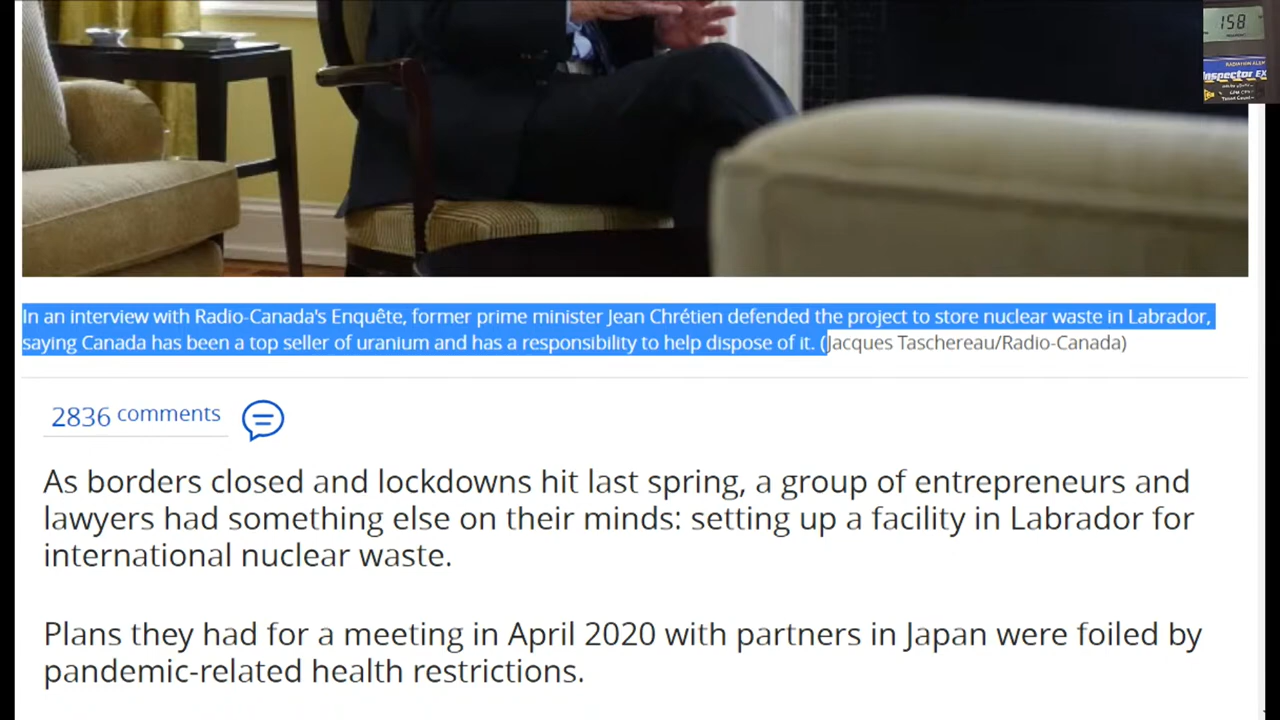 158
RADIATION ALERT
Inspector EX
In an interview with Radio-Canada's Enquête, former prime minister Jean Chrétien defended the project to store nuclear waste in Labrador,
saying Canada has been a top seller of uranium and has a responsibility to help dispose of it. (Jacques Taschereau/Radio-Canada)
2836 comments
As borders closed and lockdowns hit last spring, a group of entrepreneurs and
lawyers had something else on their minds: setting up a facility in Labrador for
international nuclear waste.
Plans they had for a meeting in April 2020 with partners in Japan were foiled by
pandemic-related health restrictions.